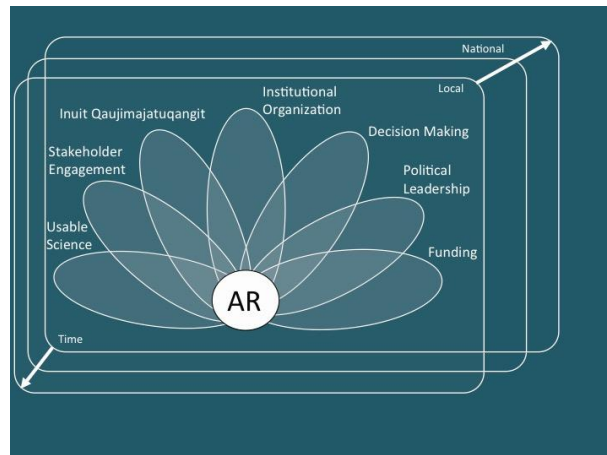 National
Local
Institutional
Organization
Inuit Qaujimajatuqangit
Decision Making
Stakeholder
Engagement
Political
Leadership
Usable
Science
Funding
AR
Time